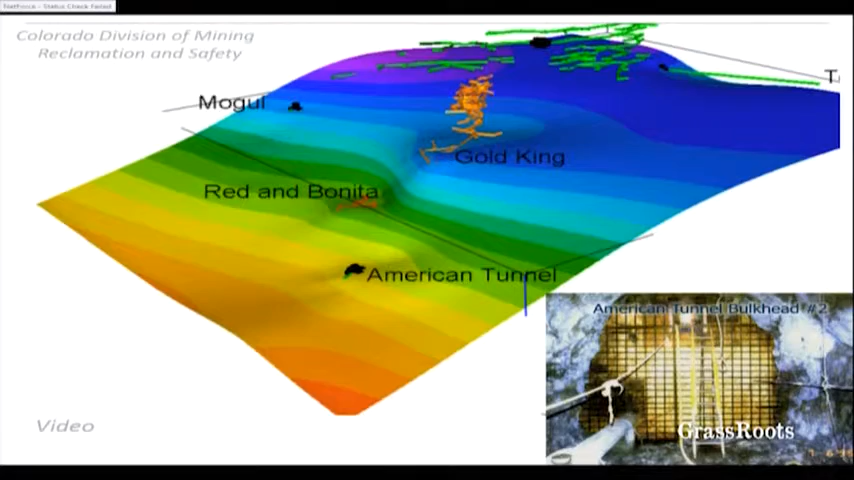 Colorado Division of Mining
Reclamation and Safety
T
Mogul
Gold King
Red and Bonita
American Tunnel
American Tunnel Bulkhead #2
Video
GrassRoots